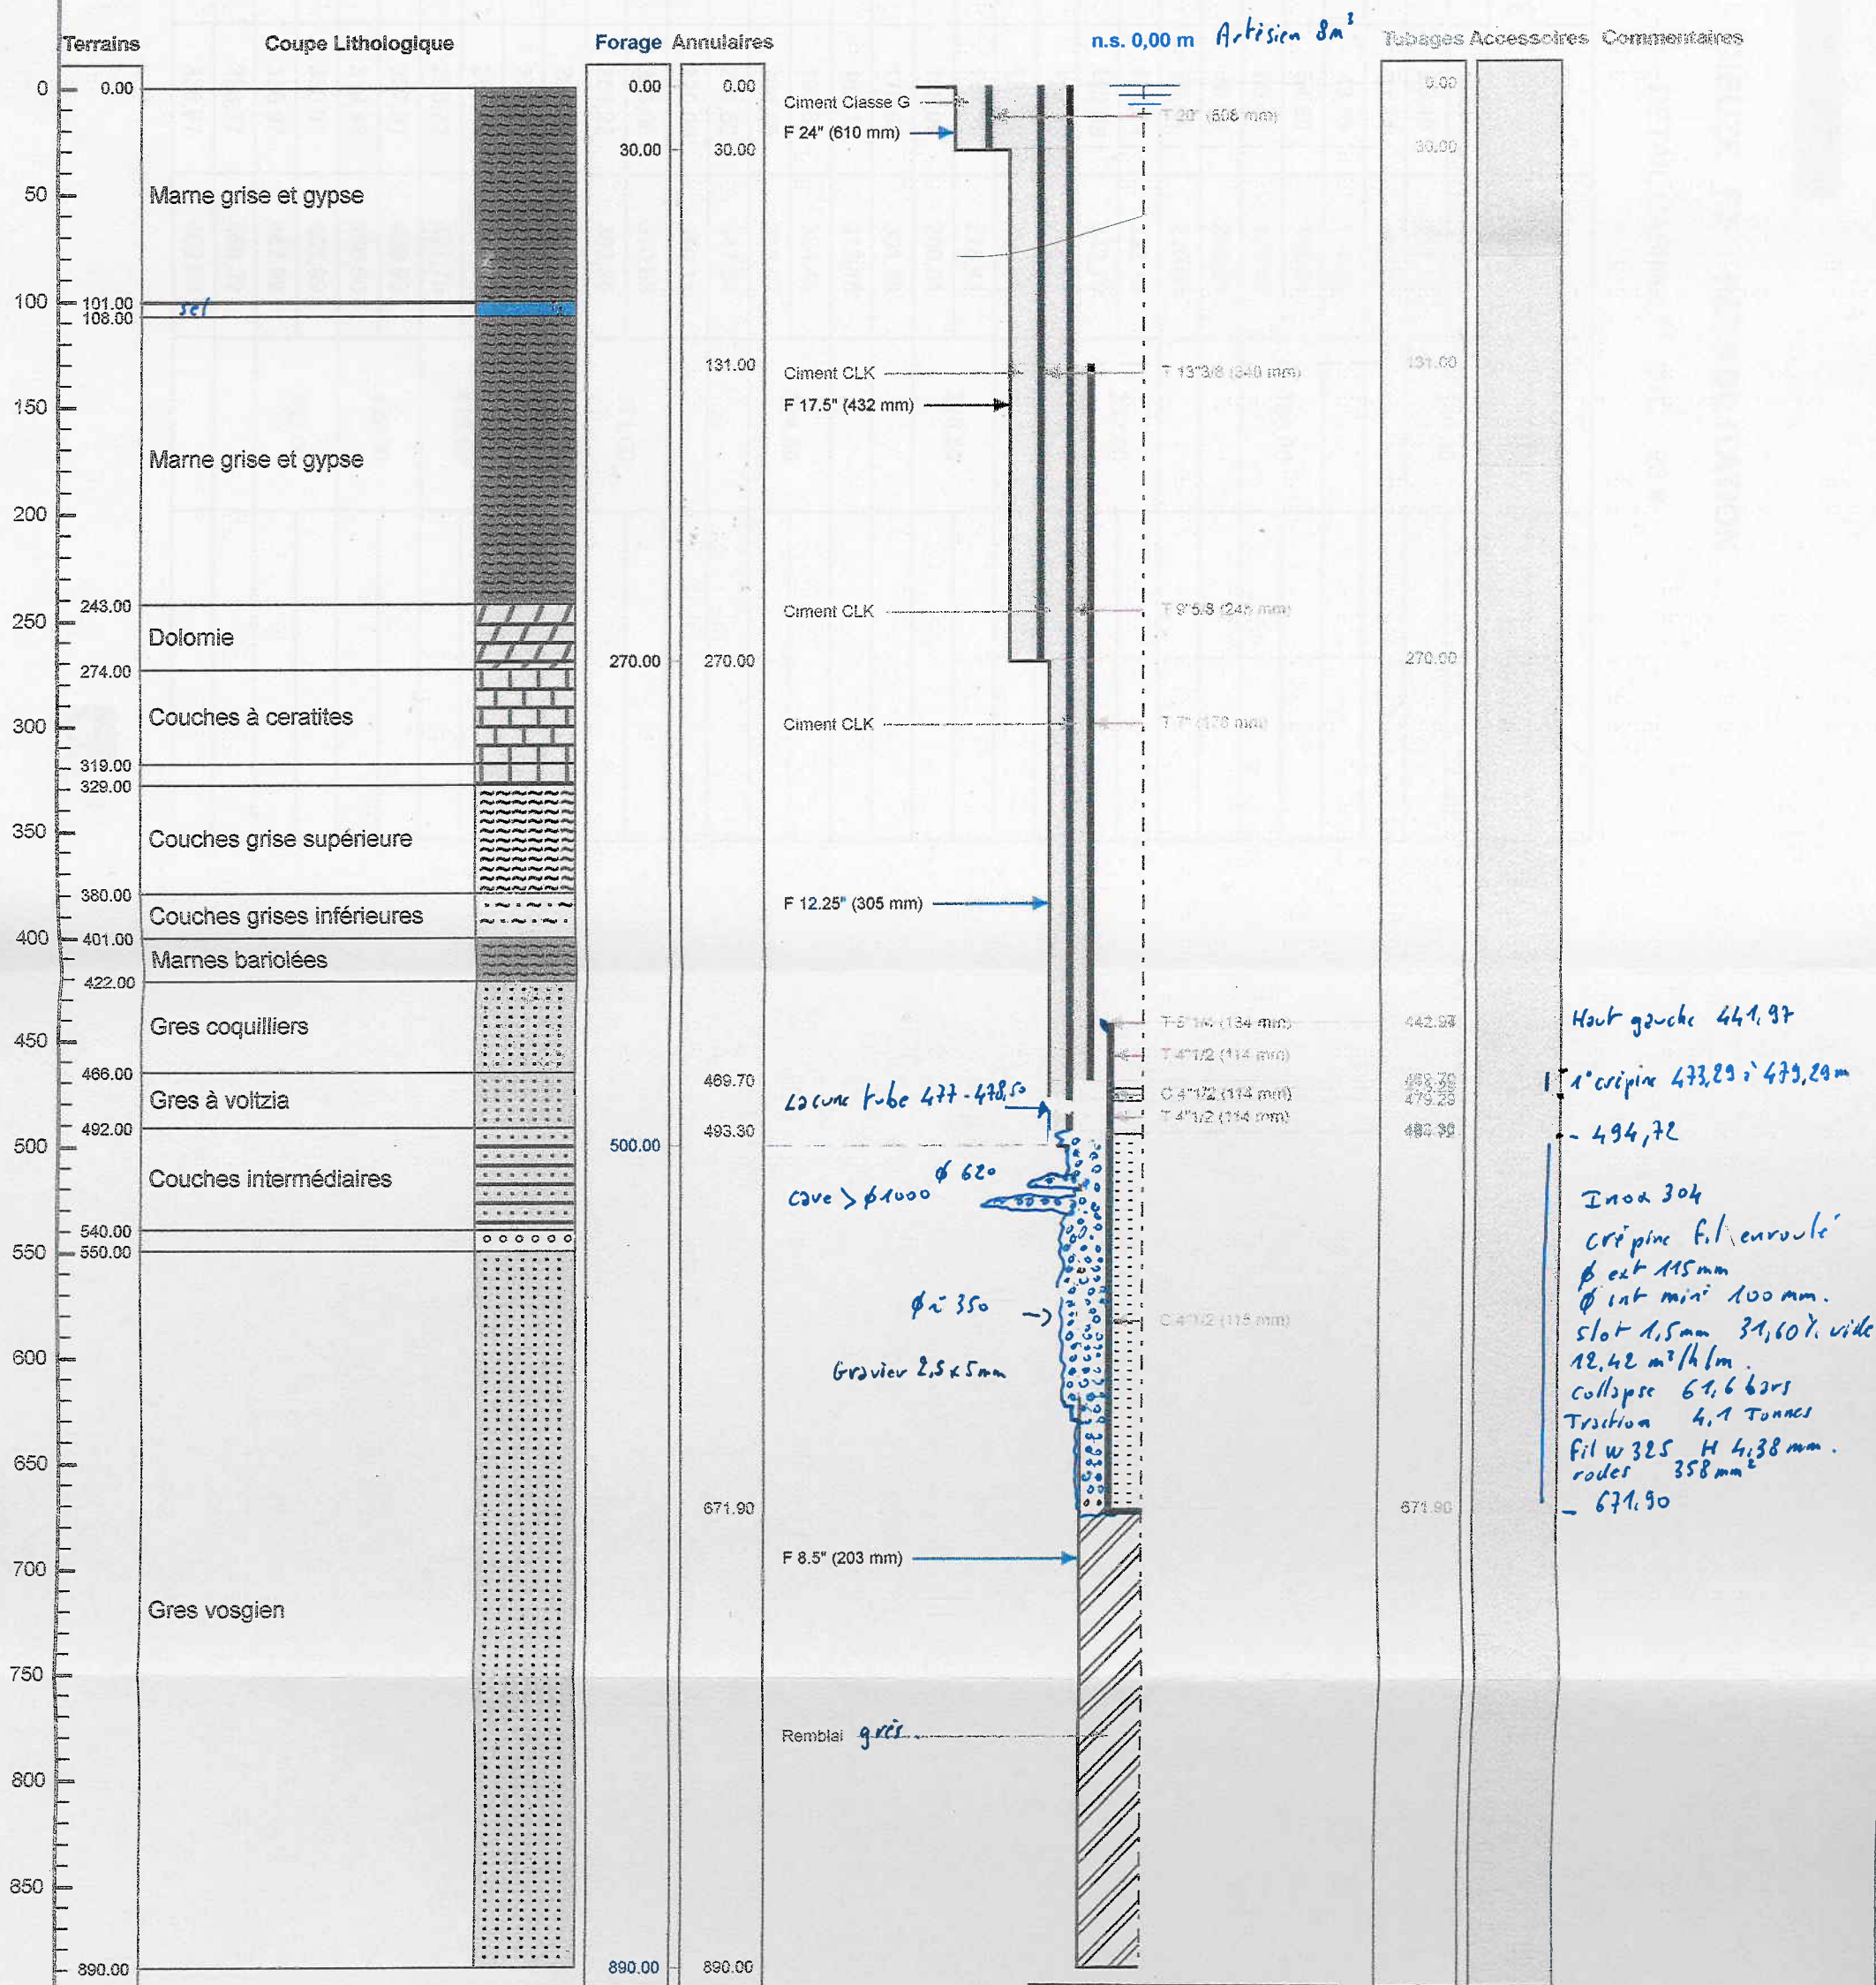 Terrains Coupe Lithologique Forage Annulaires n.s. 0,00 m Artésien 8m³ Tubages Accessoires Commentaires
0
50
100
150
200
250
300
350
400
450
500
550
600
650
700
750
800
850
0.00
101.00
108.00
243.00
274.00
319.00
329.00
380.00
401.00
422.00
466.00
492.00
540.00
550.00
890.00
Marne grise et gypse
sel
Marne grise et gypse
Dolomie
Couches à ceratites
Couches grise supérieure
Couches grises inférieures
Marnes bariolées
Gres coquilliers
Gres à voltzia
Couches intermédiaires
Gres vosgien
0.00
30.00
270.00
500.00
890.00
0.00
30.00
131.00
270.00
469.70
493.30
671.90
890.00
Ciment Classe G
F 24" (610 mm)
Ciment CLK
F 17.5" (432 mm)
Ciment CLK
Ciment CLK
F 12.25" (305 mm)
Lacune tube 477-478,50
ϕ 620
cave > ϕ1000
ϕ ~ 350
Gravier 2,5 x 5mm
F 8.5" (203 mm)
Remblai grès
T 20" (508 mm)
T 13"3/8 (340 mm)
T 9"5/8 (245 mm)
T 7" (178 mm)
T 5"1/4 (134 mm)
T 4"1/2 (114 mm)
C 4"1/2 (114 mm)
T 4"1/2 (114 mm)
C 4"1/2 (115 mm)
0.00
30.00
131.00
270.00
442.97
469.70
479.29
671.90
Haut gauche 441,97
1° crépine 473,29 à 479,29m
- 494,72
Inox 304
crépine fil enroulé
ϕ ext 115mm
ϕ int mini 100 mm.
slot 1,5mm 31,60% vide
12,42 m³/h/m.
collapse 61,6 bars
Traction 4,1 Tonnes
fil w 325 H 4,38 mm.
rodes 358 mm²
- 671,90